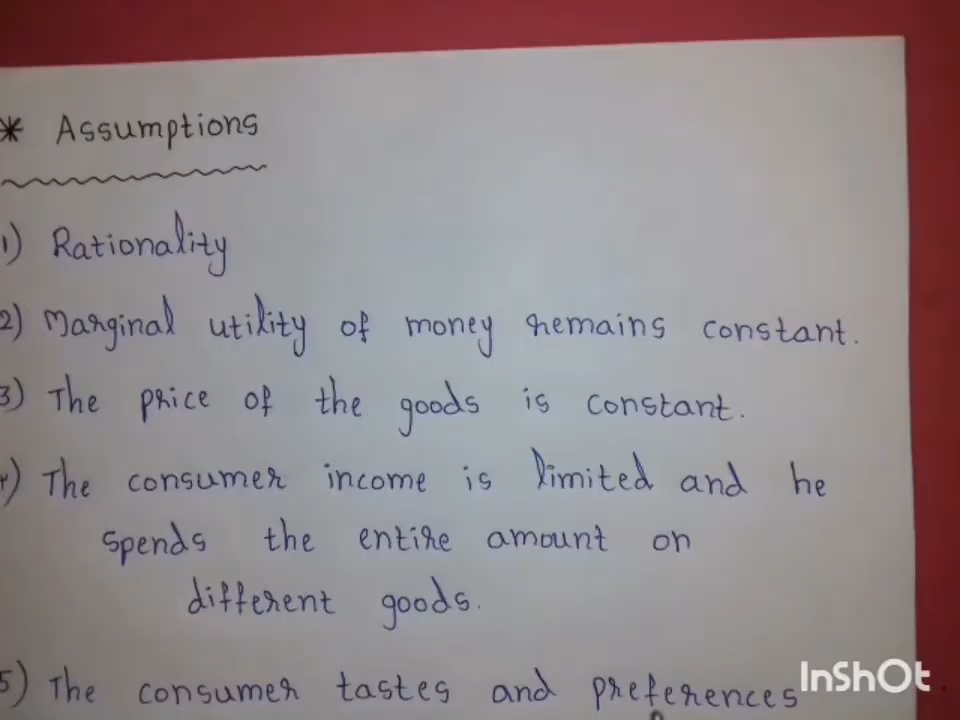 * Assumptions
1) Rationality
2) Marginal utility of money remains constant.
3) The price of the goods is constant.
4) The consumer income is limited and he
spends the entire amount on
different goods.
5) The consumer tastes and preferences
InShOt